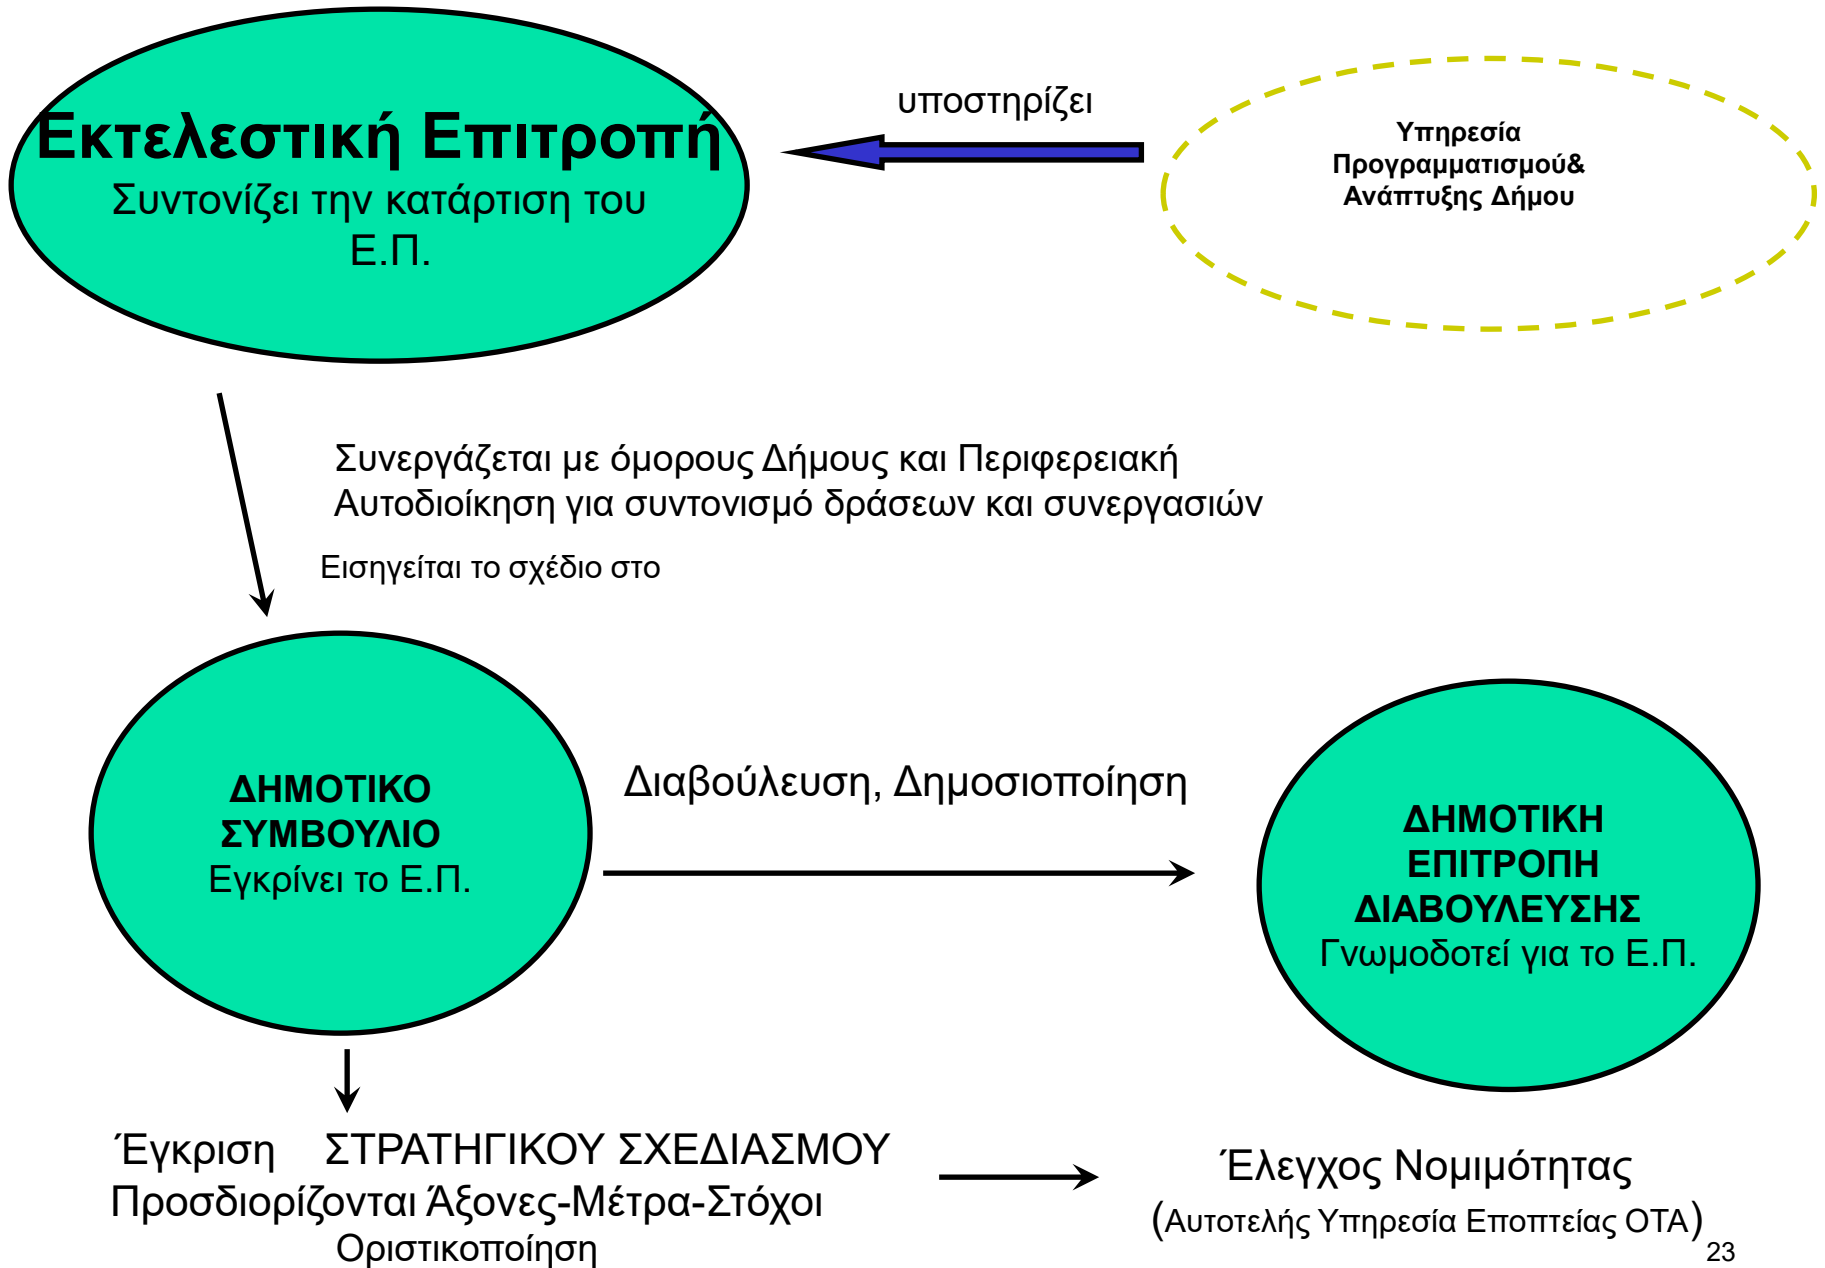 Εκτελεστική Επιτροπή
Συντονίζει την κατάρτιση του
Ε.Π.
υποστηρίζει
Υπηρεσία
Προγραμματισμού&
Ανάπτυξης Δήμου
Συνεργάζεται με όμορους Δήμους και Περιφερειακή
Αυτοδιοίκηση για συντονισμό δράσεων και συνεργασιών
Εισηγείται το σχέδιο στο
ΔΗΜΟΤΙΚΟ
ΣΥΜΒΟΥΛΙΟ
Εγκρίνει το Ε.Π.
Διαβούλευση, Δημοσιοποίηση
ΔΗΜΟΤΙΚΗ
ΕΠΙΤΡΟΠΗ
ΔΙΑΒΟΥΛΕΥΣΗΣ
Γνωμοδοτεί για το Ε.Π.
Έγκριση ΣΤΡΑΤΗΓΙΚΟΥ ΣΧΕΔΙΑΣΜΟΥ
Προσδιορίζονται Άξονες-Μέτρα-Στόχοι
Οριστικοποίηση
Έλεγχος Νομιμότητας
(Αυτοτελής Υπηρεσία Εποπτείας ΟΤΑ)
23